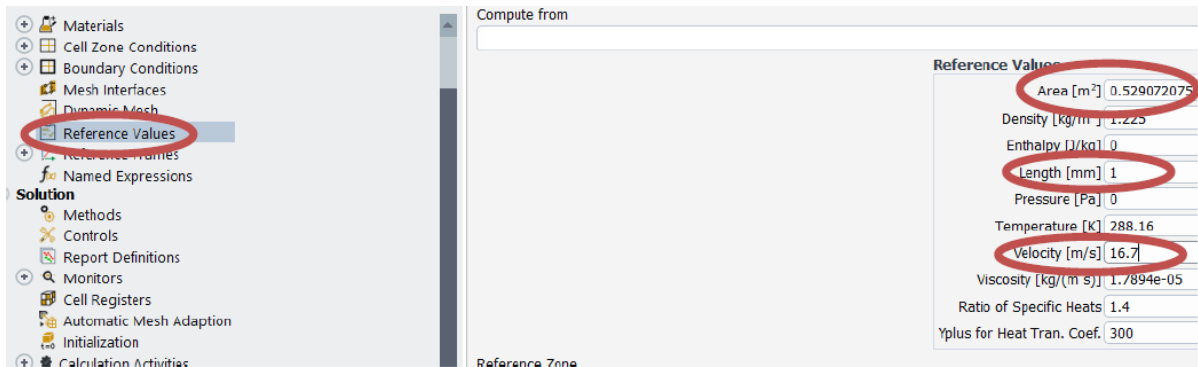 Materials
Cell Zone Conditions
Boundary Conditions
Mesh Interfaces
Dynamic Mesh
Reference Values
Reference Frames
Named Expressions
Solution
Methods
Controls
Report Definitions
Monitors
Cell Registers
Automatic Mesh Adaption
Initialization
Calculation Activities
Compute from
Reference Values
Area [m²] 0.529072075
Density [kg/m³] 1.225
Enthalpy [J/kg] 0
Length [mm] 1
Pressure [Pa] 0
Temperature [K] 288.16
Velocity [m/s] 16.7
Viscosity [kg/(m s)] 1.7894e-05
Ratio of Specific Heats 1.4
Yplus for Heat Tran. Coef. 300
Reference Zone